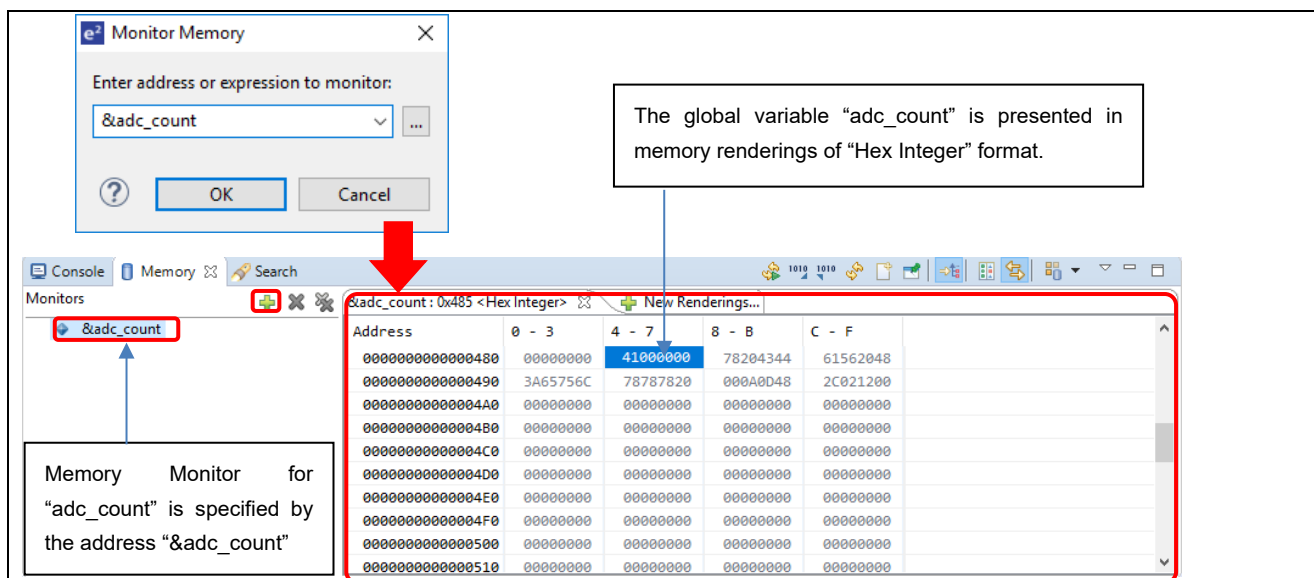 e² Monitor Memory
Enter address or expression to monitor:
&adc_count
...
? OK Cancel
The global variable “adc_count” is presented in
memory renderings of “Hex Integer” format.
Console Memory Search
Monitors
&adc_count : 0x485 <Hex Integer> New Renderings...
&adc_count
Address 0 - 3 4 - 7 8 - B C - F
0000000000000480 00000000 41000000 78204344 61562048
0000000000000490 3A65756C 78787820 000A0D48 2C021200
00000000000004A0 00000000 00000000 00000000 00000000
00000000000004B0 00000000 00000000 00000000 00000000
00000000000004C0 00000000 00000000 00000000 00000000
00000000000004D0 00000000 00000000 00000000 00000000
00000000000004E0 00000000 00000000 00000000 00000000
00000000000004F0 00000000 00000000 00000000 00000000
0000000000000500 00000000 00000000 00000000 00000000
0000000000000510 00000000 00000000 00000000 00000000
Memory Monitor for
“adc_count” is specified by
the address “&adc_count”